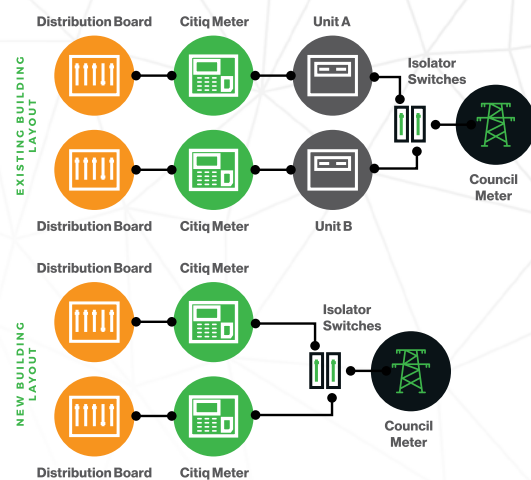 Distribution Board
Citiq Meter
Unit A
Isolator
Switches
EXISTING BUILDING
LAYOUT
Council
Meter
Distribution Board
Citiq Meter
Unit B
Distribution Board
Citiq Meter
Isolator
Switches
NEW BUILDING
LAYOUT
Council
Meter
Distribution Board
Citiq Meter